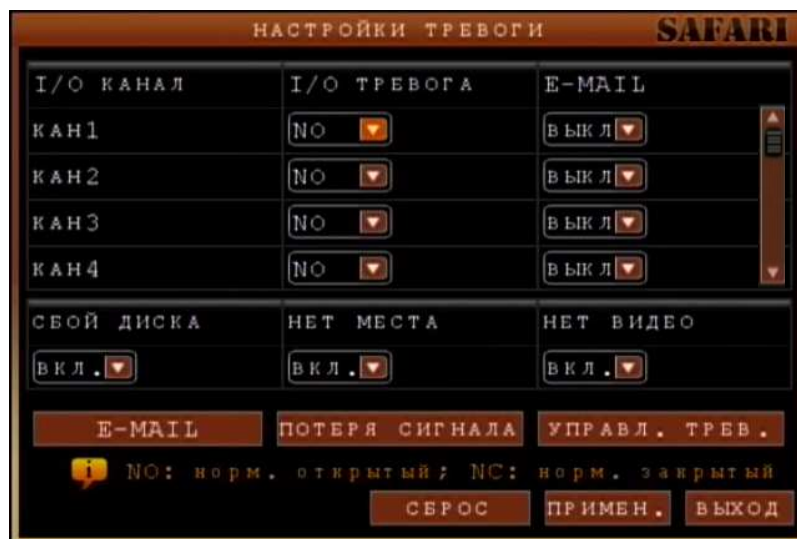 НАСТРОЙКИ ТРЕВОГИ SAFARI
I/O КАНАЛ I/O ТРЕВОГА E-MAIL
КАН1 NO ВЫКЛ
КАН2 NO ВЫКЛ
КАН3 NO ВЫКЛ
КАН4 NO ВЫКЛ
СБОЙ ДИСКА НЕТ МЕСТА НЕТ ВИДЕО
ВКЛ. ВКЛ. ВКЛ.
E-MAIL ПОТЕРЯ СИГНАЛА УПРАВЛ. ТРЕВ.
i NO: норм. открытый; NC: норм. закрытый
СБРОС ПРИМЕН. ВЫХОД